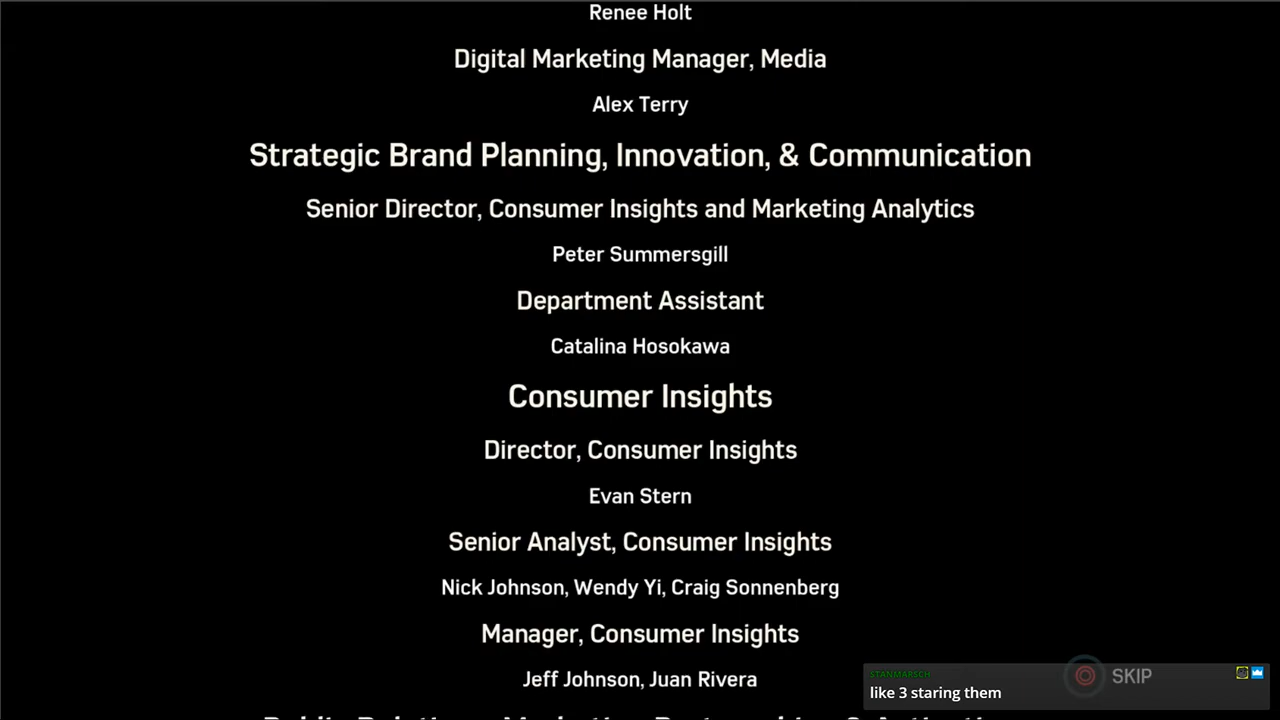 Renee Holt
Digital Marketing Manager, Media
Alex Terry
Strategic Brand Planning, Innovation, & Communication
Senior Director, Consumer Insights and Marketing Analytics
Peter Summersgill
Department Assistant
Catalina Hosokawa
Consumer Insights
Director, Consumer Insights
Evan Stern
Senior Analyst, Consumer Insights
Nick Johnson, Wendy Yi, Craig Sonnenberg
Manager, Consumer Insights
Jeff Johnson, Juan Rivera
SKIP
STANMARSCH
like 3 staring them